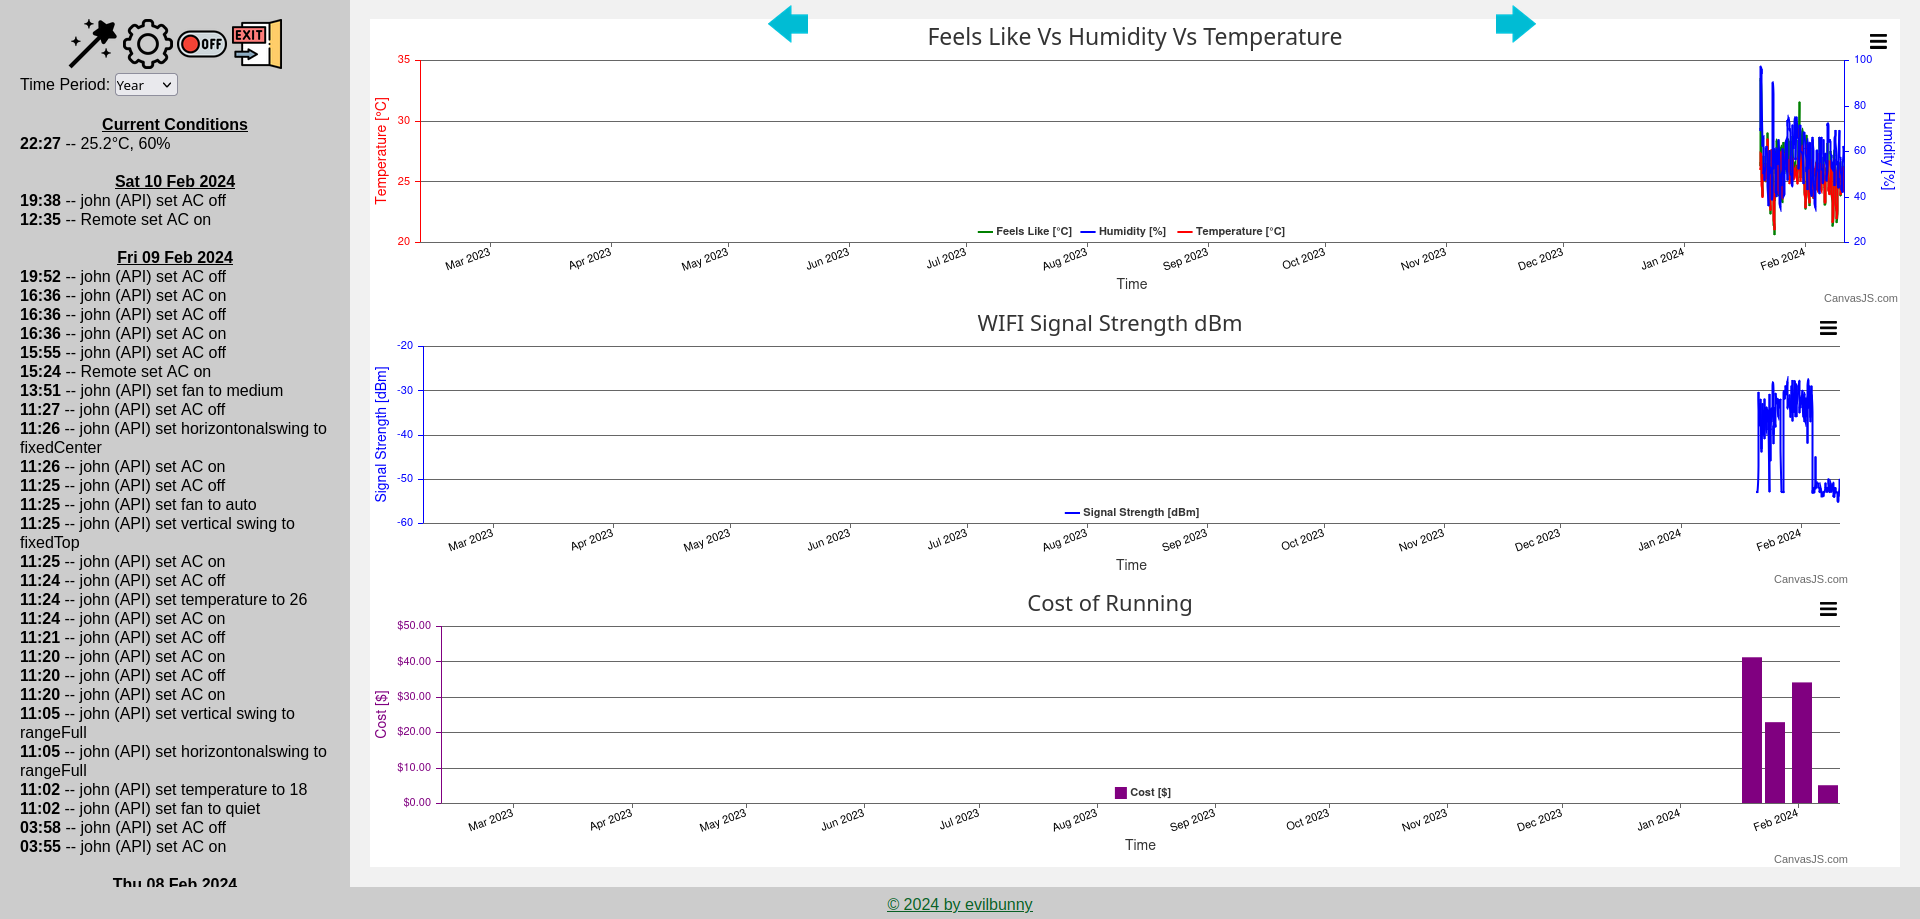 EXIT
OFF
Time Period: Year
Current Conditions
22:27 -- 25.2°C, 60%
Sat 10 Feb 2024
19:38 -- john (API) set AC off
12:35 -- Remote set AC on
Fri 09 Feb 2024
19:52 -- john (API) set AC off
16:36 -- john (API) set AC on
16:36 -- john (API) set AC off
16:36 -- john (API) set AC on
15:55 -- john (API) set AC off
15:24 -- Remote set AC on
13:51 -- john (API) set fan to medium
11:27 -- john (API) set AC off
11:26 -- john (API) set horizontonalswing to
fixedCenter
11:26 -- john (API) set AC on
11:25 -- john (API) set AC off
11:25 -- john (API) set fan to auto
11:25 -- john (API) set vertical swing to
fixedTop
11:25 -- john (API) set AC on
11:24 -- john (API) set AC off
11:24 -- john (API) set temperature to 26
11:24 -- john (API) set AC on
11:21 -- john (API) set AC off
11:20 -- john (API) set AC on
11:20 -- john (API) set AC off
11:20 -- john (API) set AC on
11:05 -- john (API) set vertical swing to
rangeFull
11:05 -- john (API) set horizontonalswing to
rangeFull
11:02 -- john (API) set temperature to 18
11:02 -- john (API) set fan to quiet
03:58 -- john (API) set AC off
03:55 -- john (API) set AC on
Thu 08 Feb 2024
Feels Like Vs Humidity Vs Temperature
Temperature [°C]
35
30
25
20
Humidity [%]
100
80
60
40
20
Feels Like [°C] Humidity [%] Temperature [°C]
Mar 2023 Apr 2023 May 2023 Jun 2023 Jul 2023 Aug 2023 Sep 2023 Oct 2023 Nov 2023 Dec 2023 Jan 2024 Feb 2024
Time
CanvasJS.com
WIFI Signal Strength dBm
Signal Strength [dBm]
-20
-30
-40
-50
-60
Signal Strength [dBm]
Mar 2023 Apr 2023 May 2023 Jun 2023 Jul 2023 Aug 2023 Sep 2023 Oct 2023 Nov 2023 Dec 2023 Jan 2024 Feb 2024
Time
CanvasJS.com
Cost of Running
Cost [$]
$50.00
$40.00
$30.00
$20.00
$10.00
$0.00
Cost [$]
Mar 2023 Apr 2023 May 2023 Jun 2023 Jul 2023 Aug 2023 Sep 2023 Oct 2023 Nov 2023 Dec 2023 Jan 2024 Feb 2024
Time
CanvasJS.com
© 2024 by evilbunny